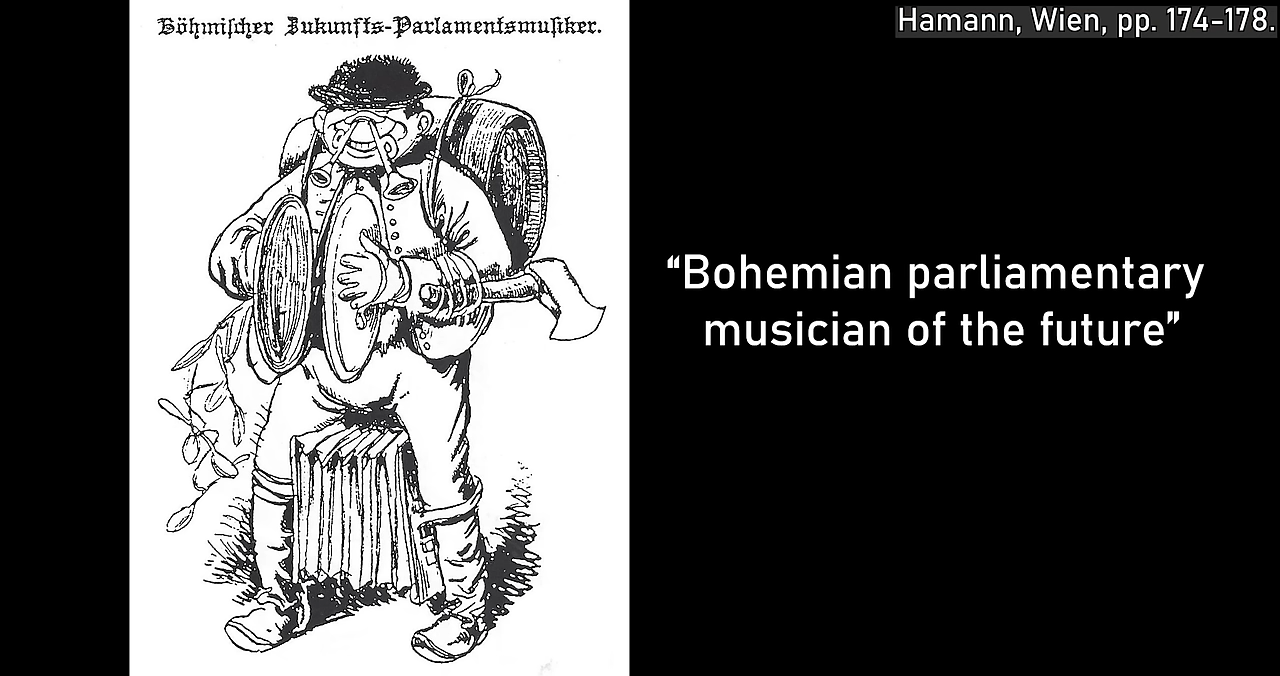 Böhmischer Zukunfts-Parlamentsmusiker.
Hamann, Wien, pp. 174-178.
“Bohemian parliamentary
musician of the future”